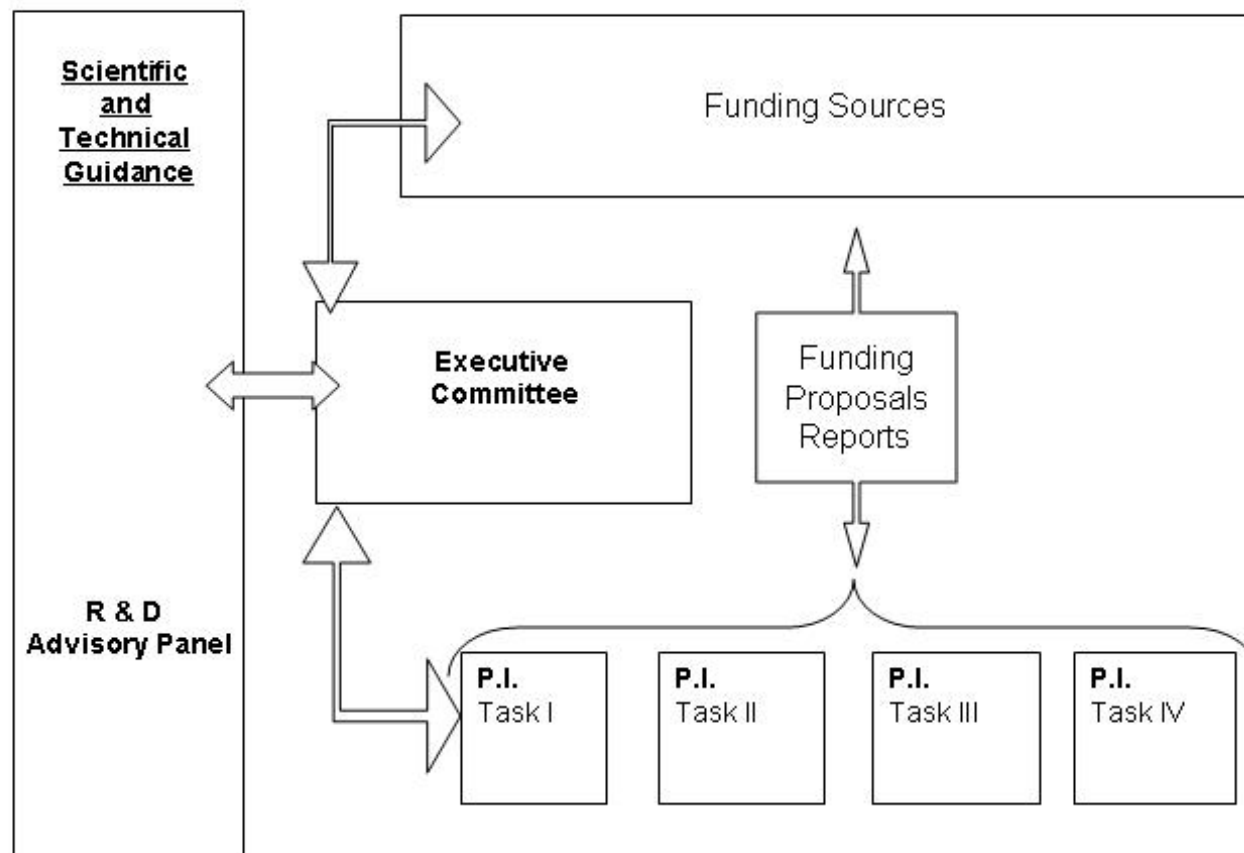 Scientific
and
Technical
Guidance
R & D
Advisory Panel
Funding Sources
Executive
Committee
Funding
Proposals
Reports
P.I.
Task I
P.I.
Task II
P.I.
Task III
P.I.
Task IV